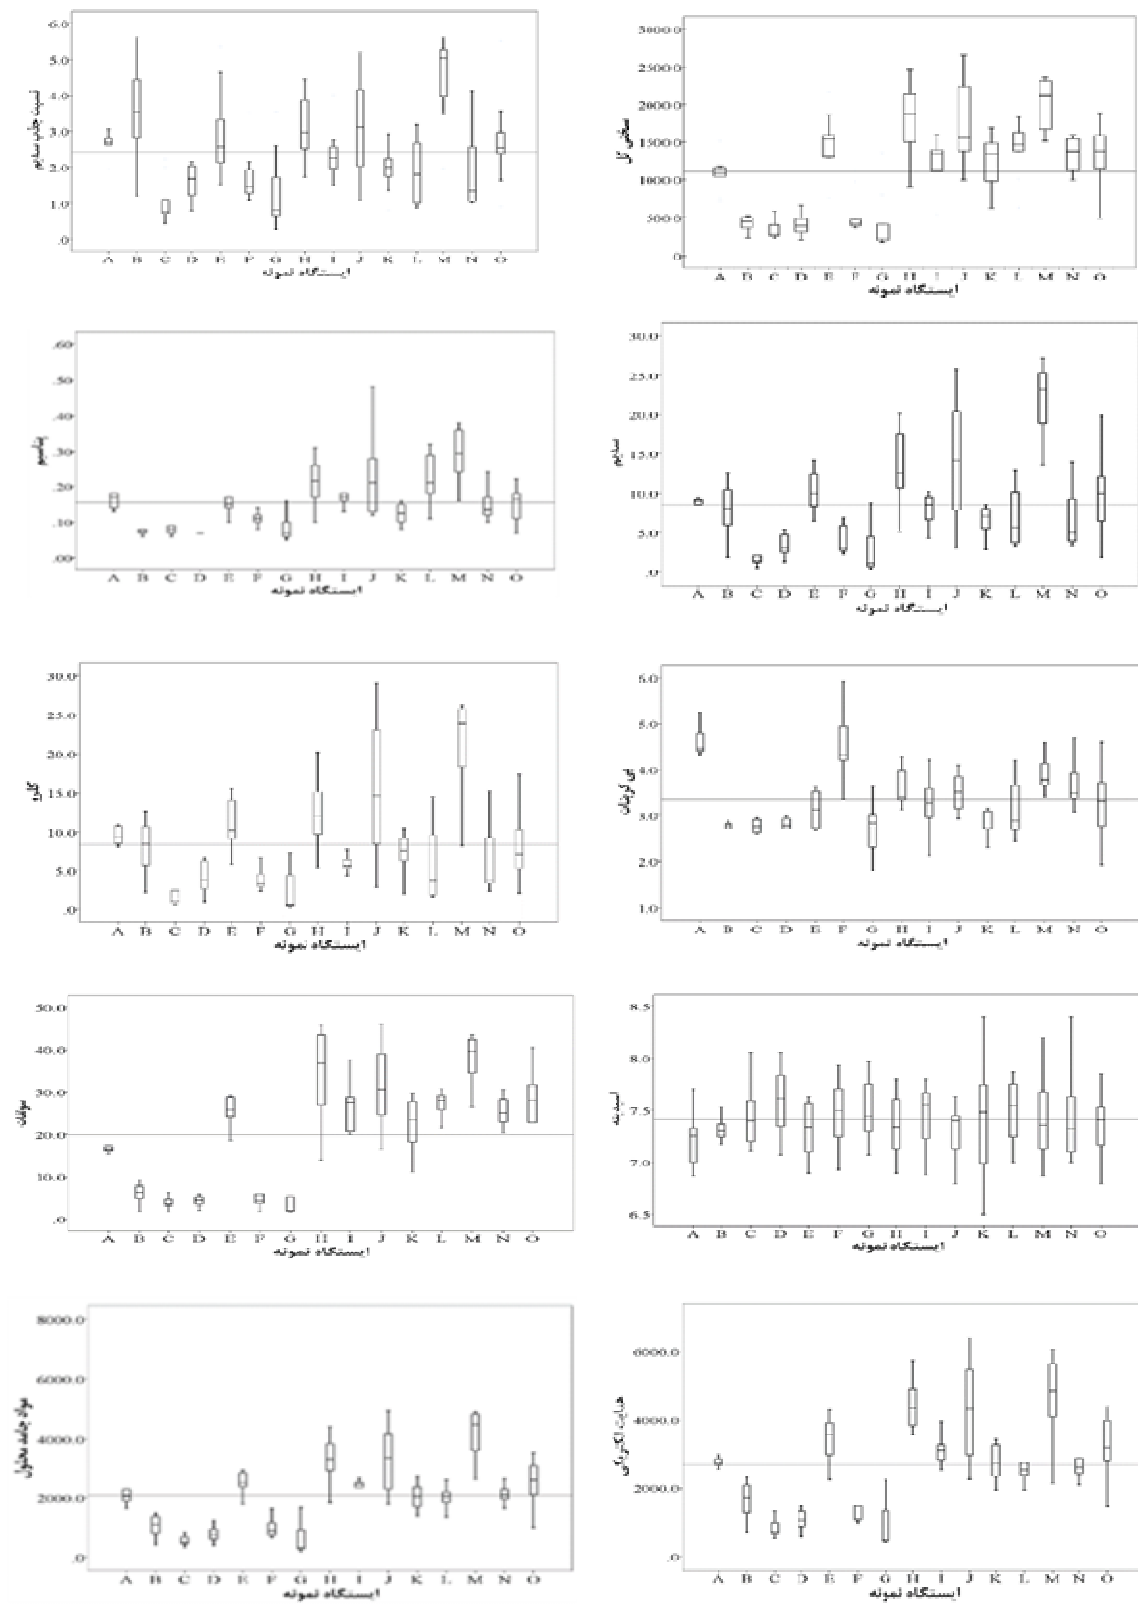 نسبت جذب سدیم
6.0
5.0
4.0
3.0
2.0
1.0
.0
A B C D E F G H I J K L M N O
ایستگاه نمونه
سختی کل
3000.0
2500.0
2000.0
1500.0
1000.0
500.0
.0
A B C D E F G H I J K L M N O
ایستگاه نمونه
پتاسیم
.60
.50
.40
.30
.20
.10
.00
A B C D E F G H I J K L M N O
ایستگاه نمونه
سدیم
30.0
25.0
20.0
15.0
10.0
5.0
.0
A B C D E F G H I J K L M N O
ایستگاه نمونه
کلرو
30.0
25.0
20.0
15.0
10.0
5.0
.0
A B C D E F G H I J K L M N O
ایستگاه نمونه
بی کربنات
6.0
5.0
4.0
3.0
2.0
1.0
A B C D E F G H I J K L M N O
ایستگاه نمونه
سولفات
50.0
40.0
30.0
20.0
10.0
.0
A B C D E F G H I J K L M N O
ایستگاه نمونه
اسیدیته
8.5
8.0
7.5
7.0
6.5
A B C D E F G H I J K L M N O
ایستگاه نمونه
مواد جامد محلول
8000.0
6000.0
4000.0
2000.0
.0
A B C D E F G H I J K L M N O
ایستگاه نمونه
هدایت الکتریکی
6000.0
4000.0
2000.0
.0
A B C D E F G H I J K L M N O
ایستگاه نمونه